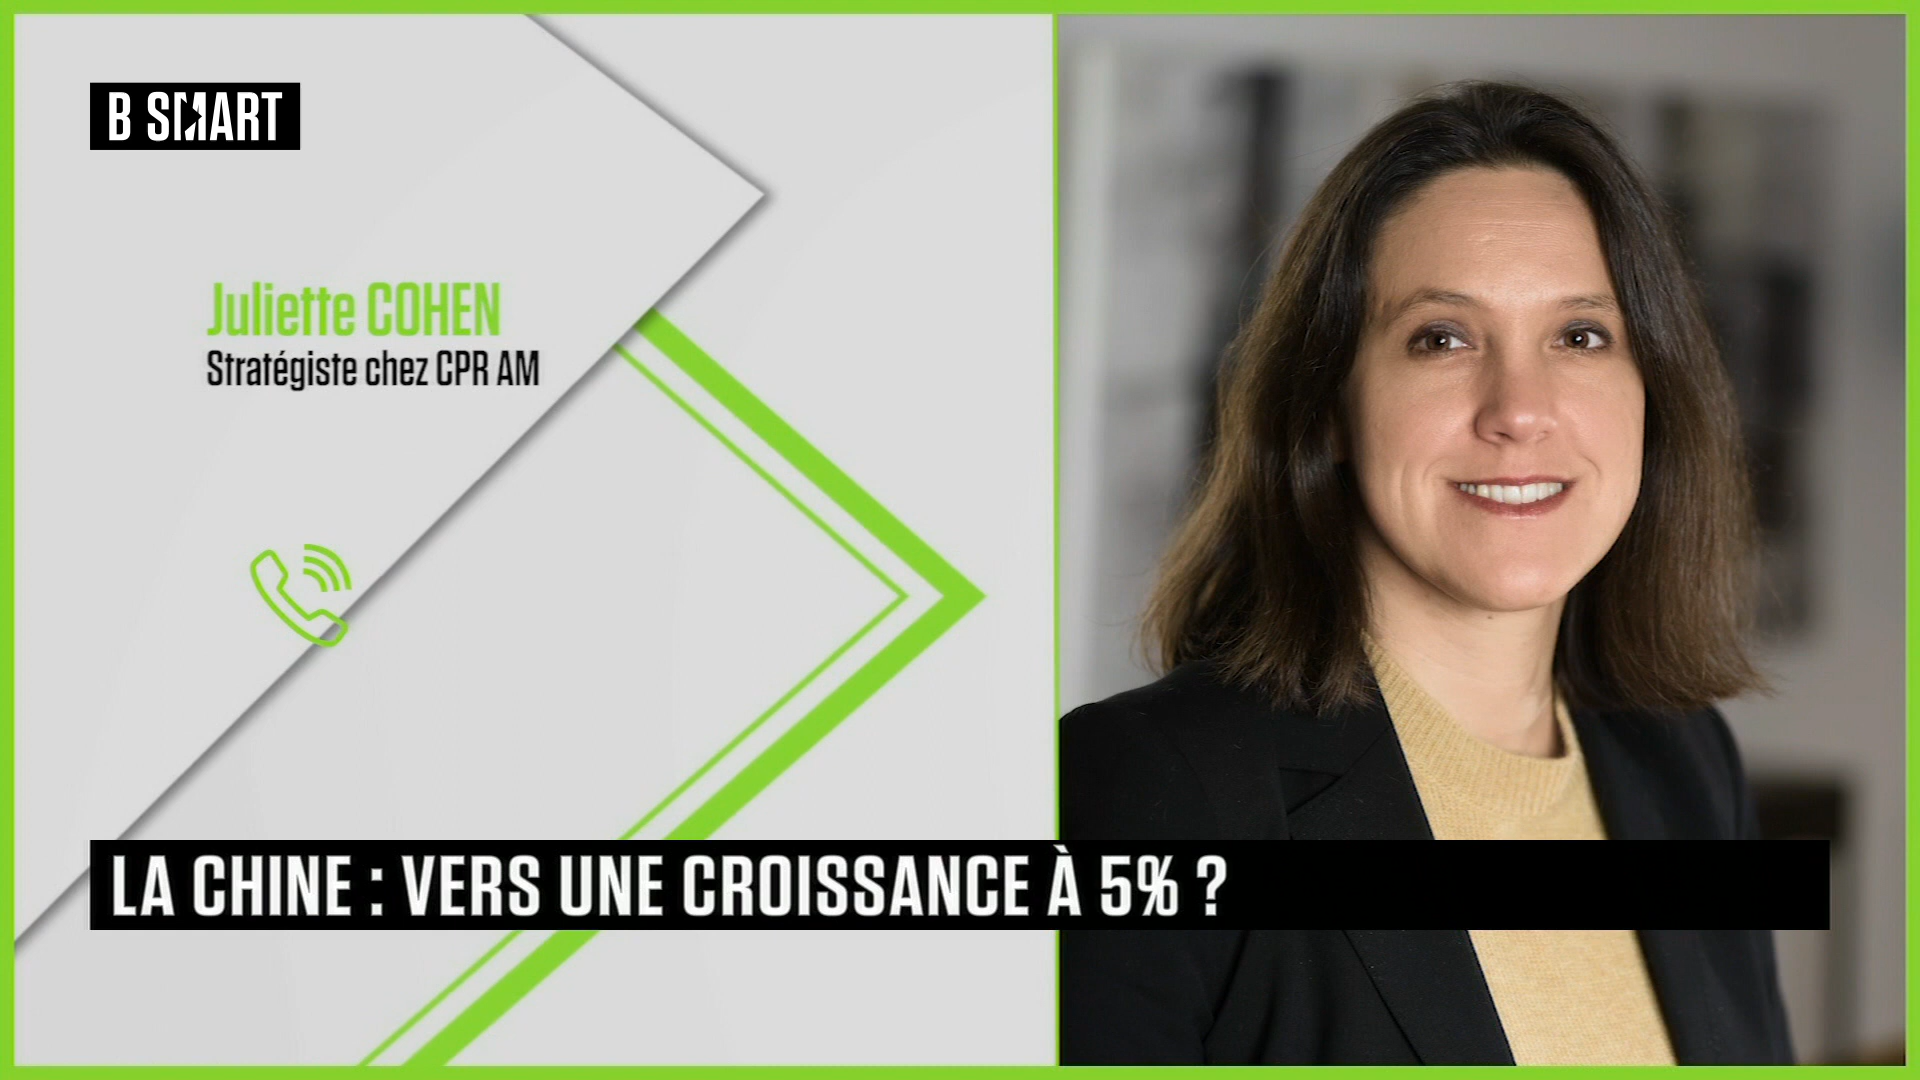 B SMART
Juliette COHEN
Stratégiste chez CPR AM
LA CHINE : VERS UNE CROISSANCE À 5% ?